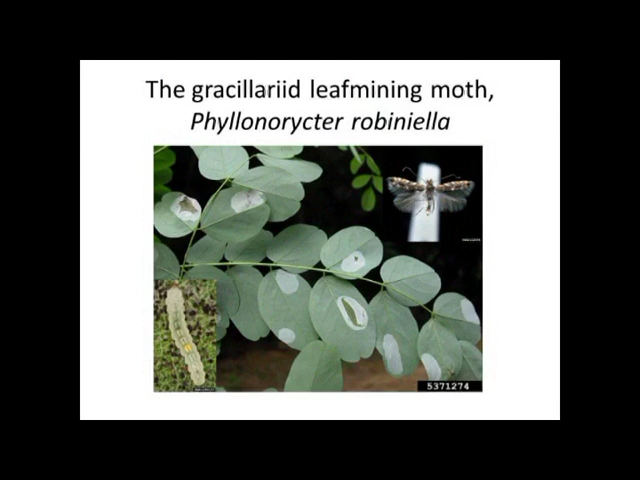 The gracillariid leafmining moth,
Phyllonorycter robiniella
5371274